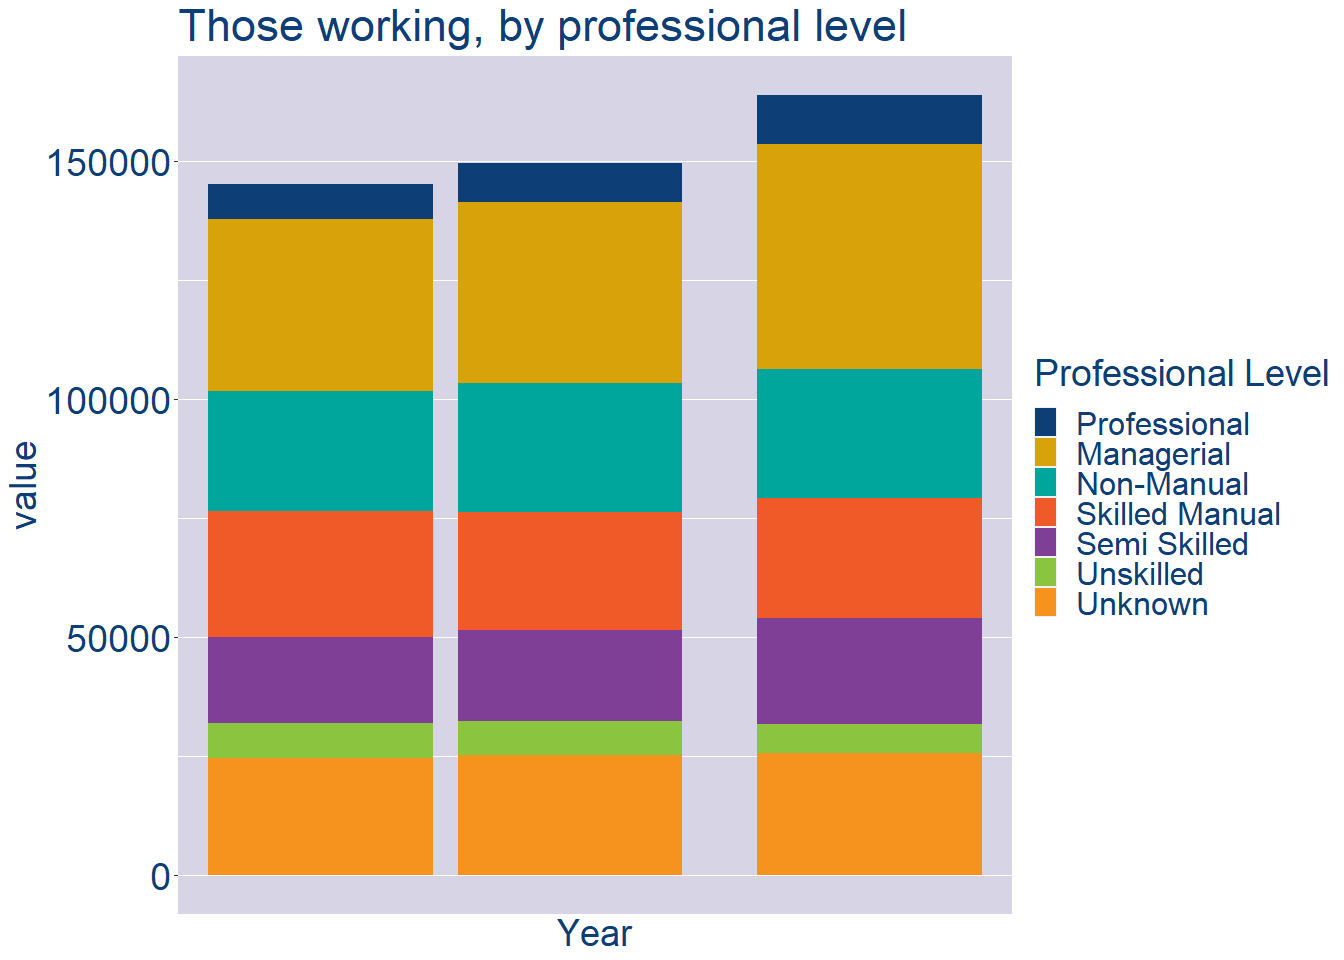 Those working, by professional level
150000
100000
50000
0
value
Year
Professional Level
Professional
Managerial
Non-Manual
Skilled Manual
Semi Skilled
Unskilled
Unknown